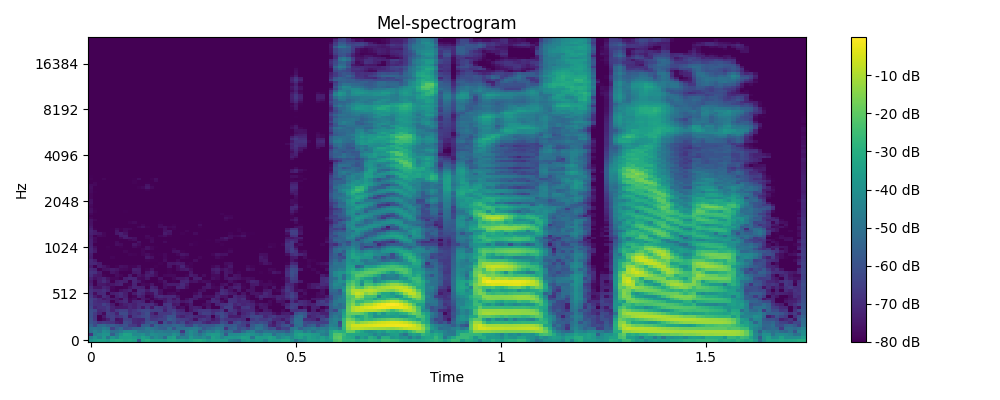 Mel-spectrogram
16384
8192
4096
2048
1024
512
0
Hz
0
0.5
1
1.5
Time
-10 dB
-20 dB
-30 dB
-40 dB
-50 dB
-60 dB
-70 dB
-80 dB